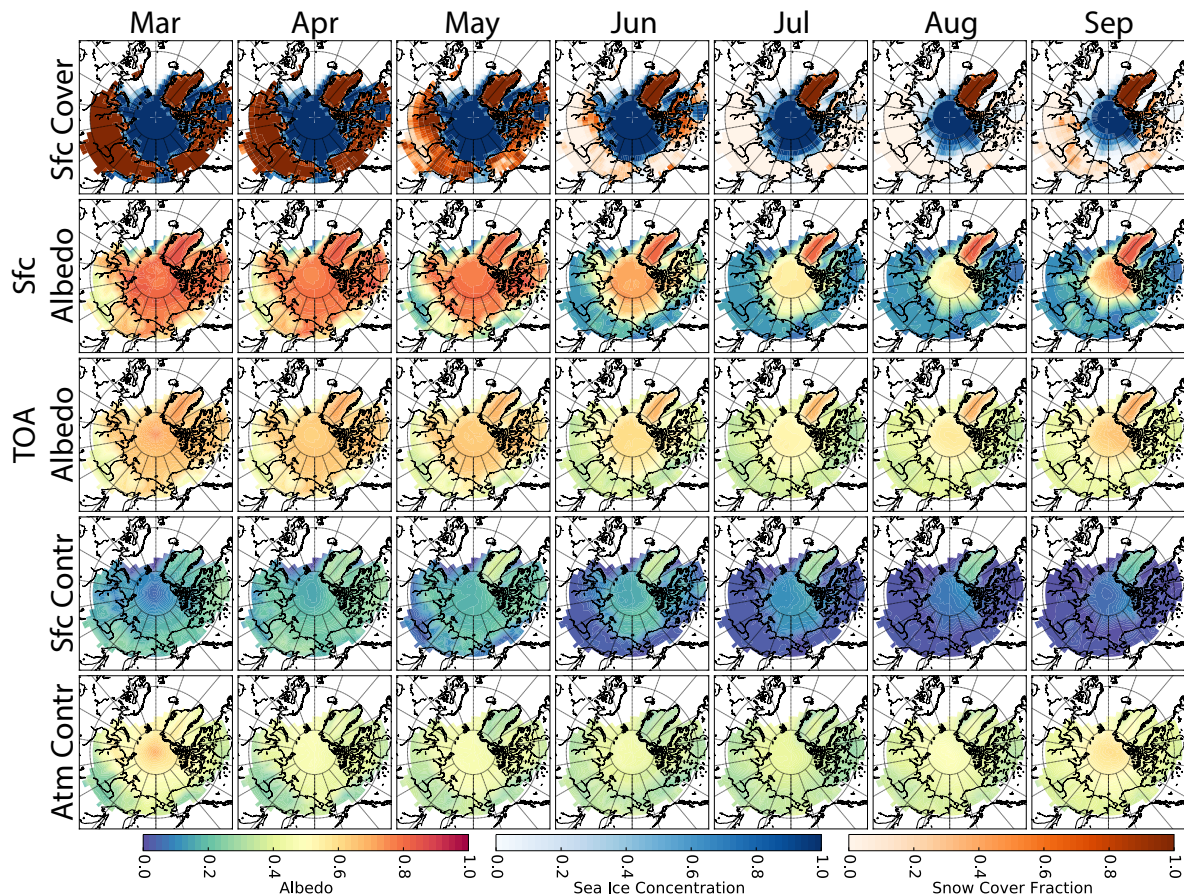 Mar Apr May Jun Jul Aug Sep
Sfc Cover
Sfc
Albedo
TOA
Albedo
Sfc Contr
Atm Contr
0.0 0.2 0.4 0.6 0.8 1.0 0.0 0.2 0.4 0.6 0.8 1.0 0.0 0.2 0.4 0.6 0.8 1.0
Albedo Sea Ice Concentration Snow Cover Fraction